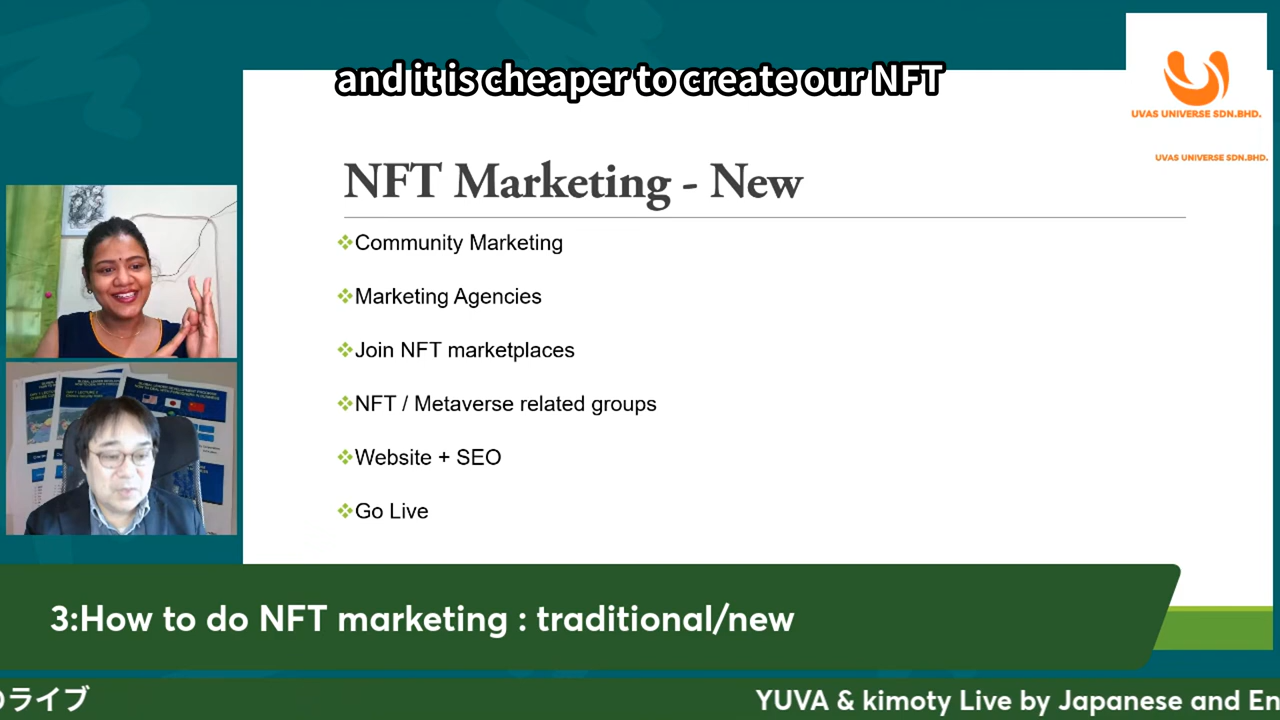 and it is cheaper to create our NFT
UVAS UNIVERSE SDN.BHD.
UVAS UNIVERSE SDN.BHD.
NFT Marketing - New
Community Marketing
Marketing Agencies
Join NFT marketplaces
NFT / Metaverse related groups
Website + SEO
Go Live
3:How to do NFT marketing : traditional/new
のライブ
YUVA & kimoty Live by Japanese and En